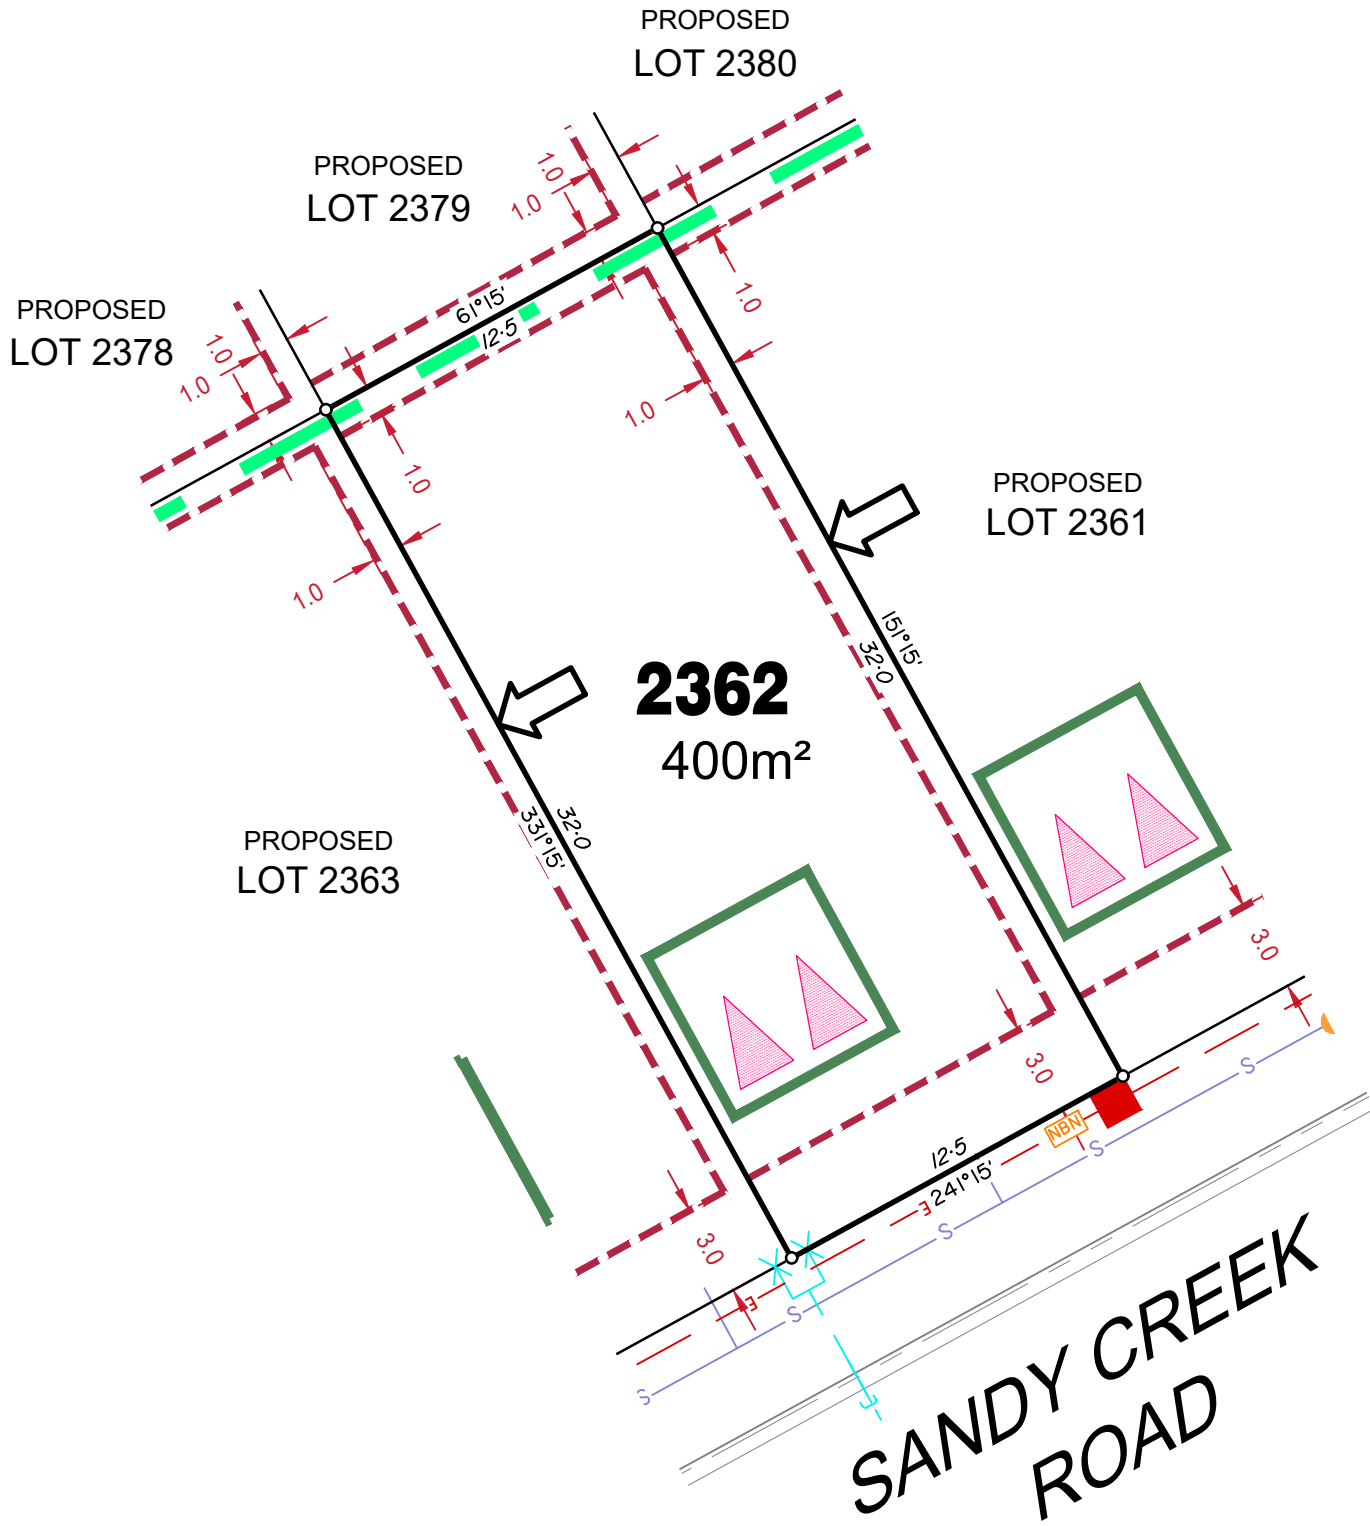 PROPOSED
LOT 2380
PROPOSED
LOT 2379
1.0
1.0
PROPOSED
LOT 2378
1.0
1.0
61°15'
12·5
1.0
1.0
1.0
1.0
PROPOSED
LOT 2361
151°15'
32·0
2362
400m²
32·0
331°15'
PROPOSED
LOT 2363
3.0
3.0
3.0
NBN
12·5
241°15'
E
E
S
S
S
S
S
SANDY CREEK
ROAD